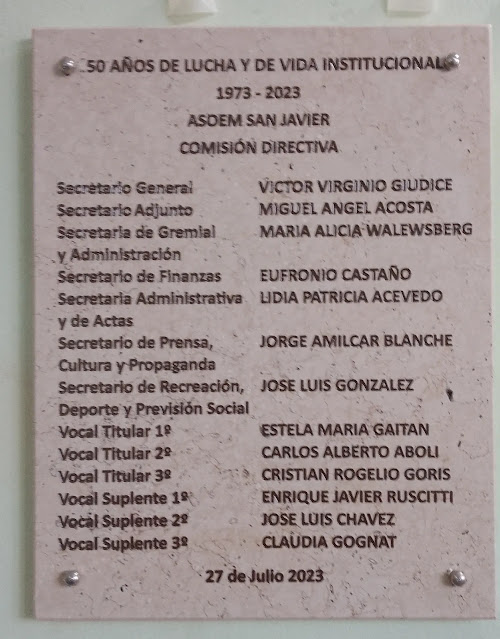 50 AÑOS DE LUCHA Y DE VIDA INSTITUCIONAL
1973 - 2023
ASOEM SAN JAVIER
COMISIÓN DIRECTIVA
Secretario General VICTOR VIRGINIO GIUDICE
Secretario Adjunto MIGUEL ANGEL ACOSTA
Secretaria de Gremial MARIA ALICIA WALEWSBERG
y Administración
Secretario de Finanzas EUFRONIO CASTAÑO
Secretaria Administrativa LIDIA PATRICIA ACEVEDO
y de Actas
Secretario de Prensa, JORGE AMILCAR BLANCHE
Cultura y Propaganda
Secretario de Recreación, JOSE LUIS GONZALEZ
Deporte y Previsión Social
Vocal Titular 1º ESTELA MARIA GAITAN
Vocal Titular 2º CARLOS ALBERTO ABOLI
Vocal Titular 3º CRISTIAN ROGELIO GORIS
Vocal Suplente 1º ENRIQUE JAVIER RUSCITTI
Vocal Suplente 2º JOSE LUIS CHAVEZ
Vocal Suplente 3º CLAUDIA GOGNAT
27 de Julio 2023